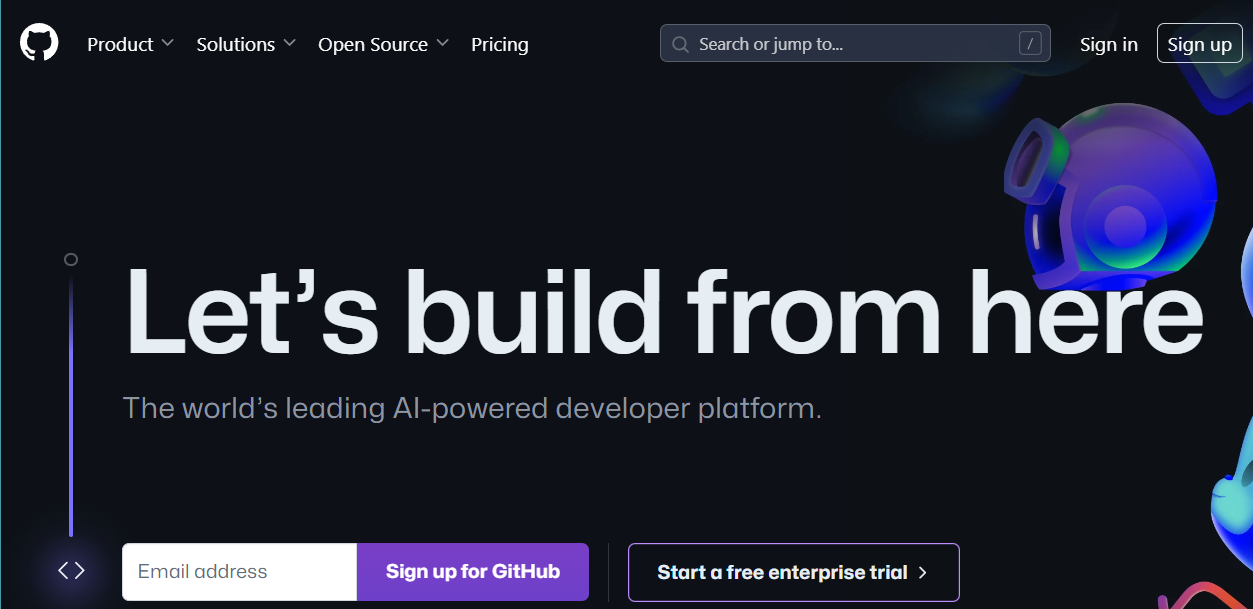 Product Solutions Open Source Pricing Search or jump to... / Sign in Sign up
Let’s build from here
The world’s leading AI-powered developer platform.
Email address Sign up for GitHub Start a free enterprise trial